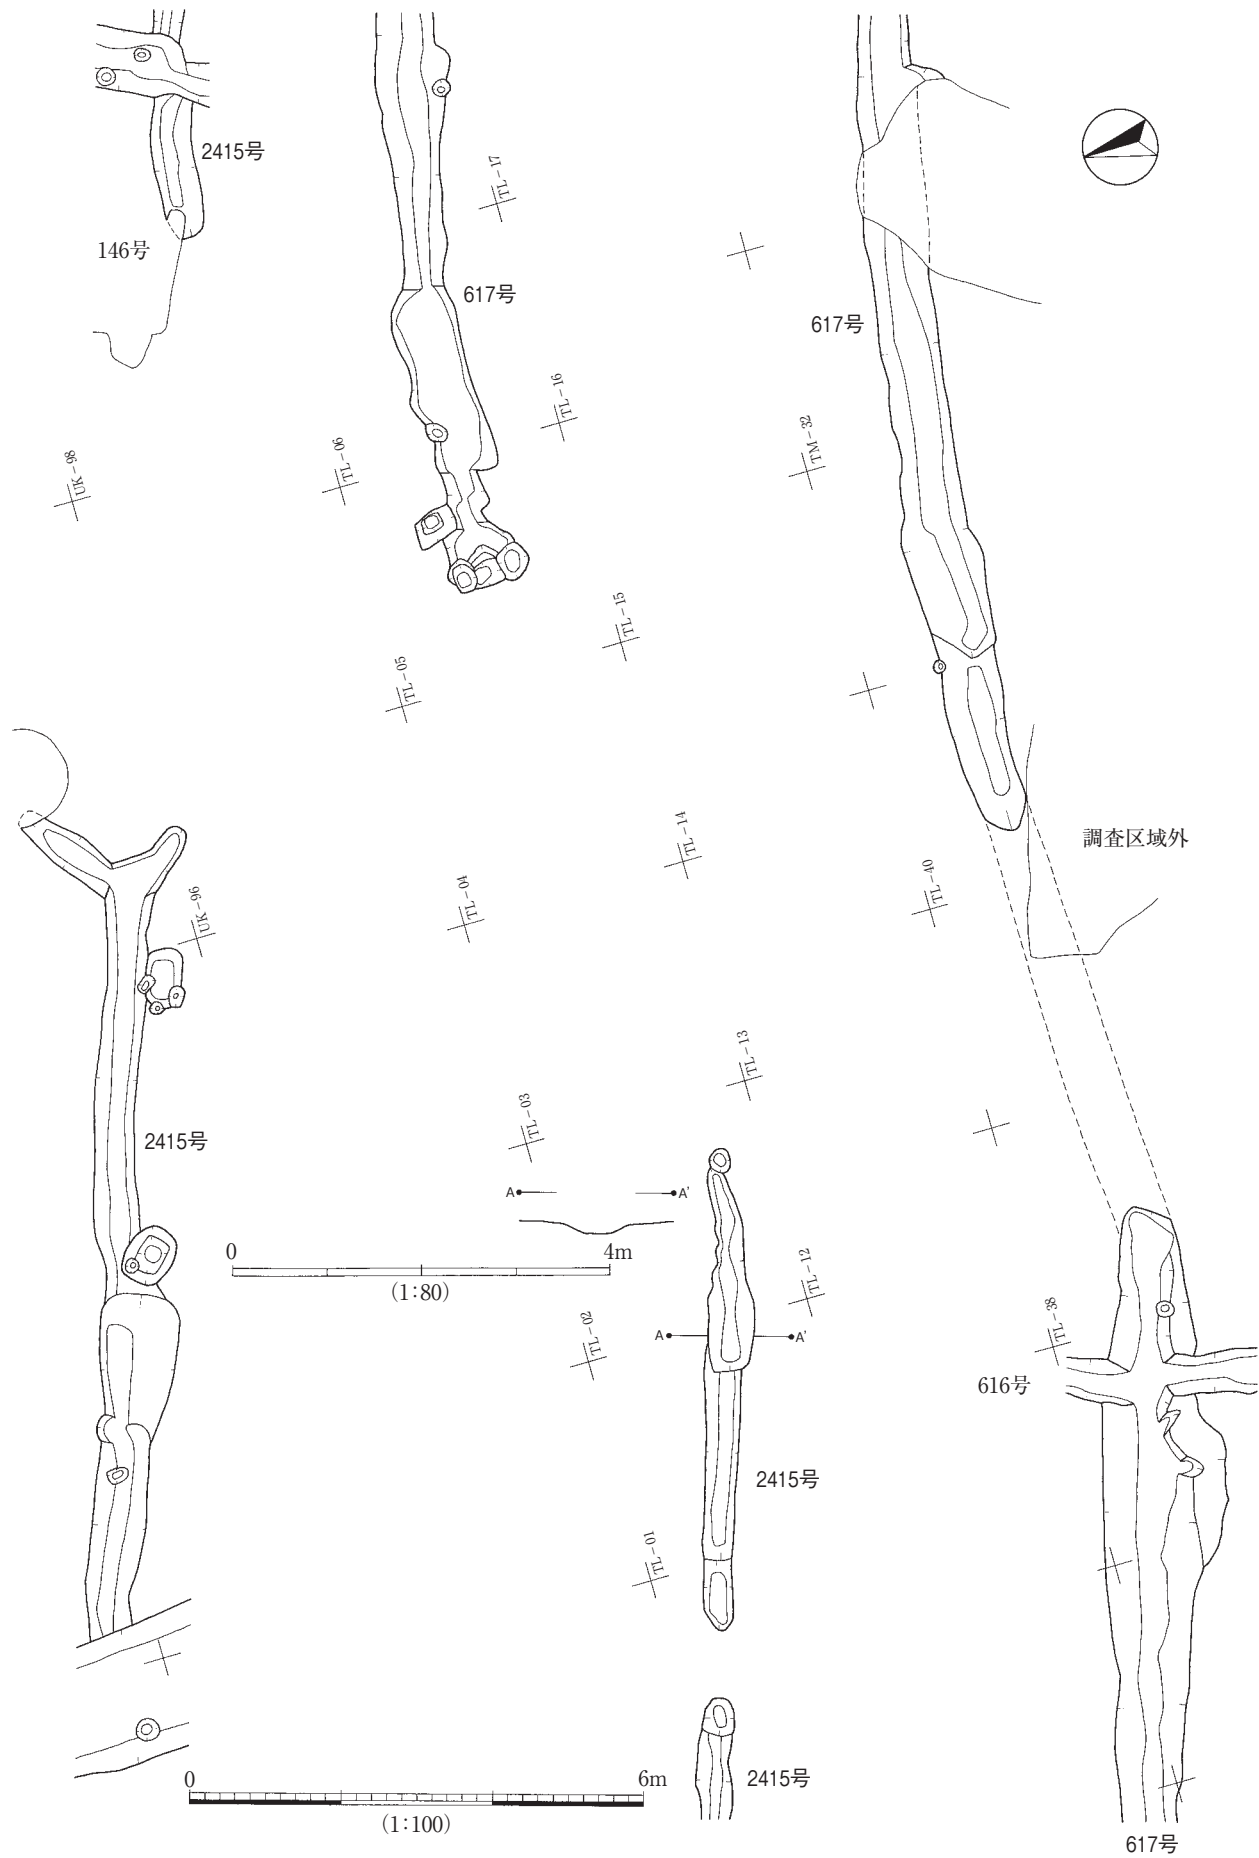 2415号
146号
TL-17
617号
617号
TL-16
TM-32
TL-06
UK-98
TL-15
TL-05
TL-14
調査区域外
TL-40
TL-04
UK-96
TL-13
TL-03
2415号
A
A'
0
4m
(1:80)
TL-12
TL-02
A
A'
TL-38
616号
2415号
TL-01
0
6m
(1:100)
2415号
617号